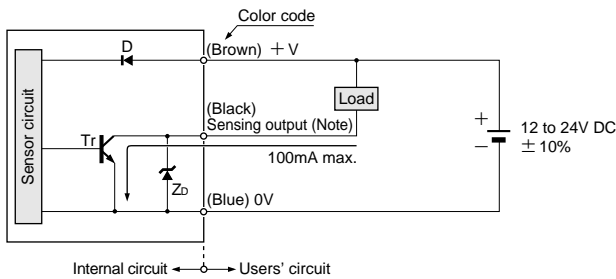 Color code
D
(Brown) + V
Sensor circuit
(Black)
Sensing output (Note)
Load
Tr
100mA max.
+
−
12 to 24V DC
± 10%
ZD
(Blue) 0V
Internal circuit
Users' circuit